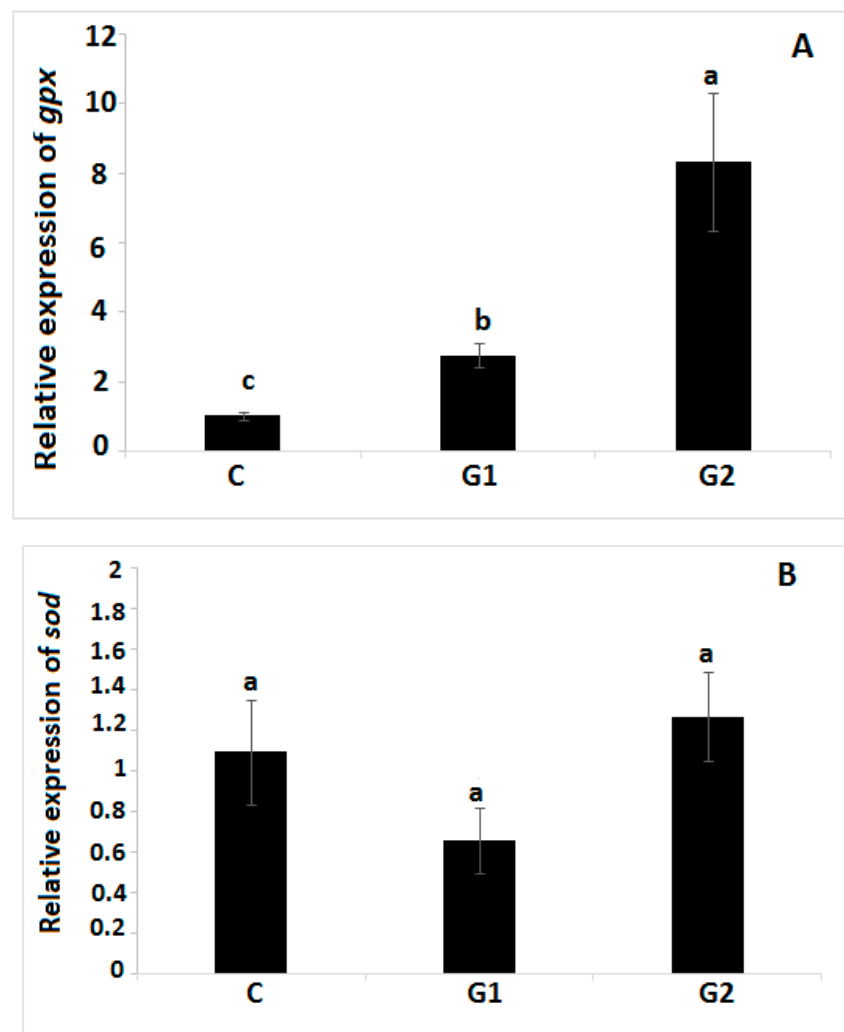 A
Relative expression of gpx
12
10
8
6
4
2
0
c
b
a
C G1 G2
B
Relative expression of sod
2
1.8
1.6
1.4
1.2
1
0.8
0.6
0.4
0.2
0
a
a
a
C G1 G2